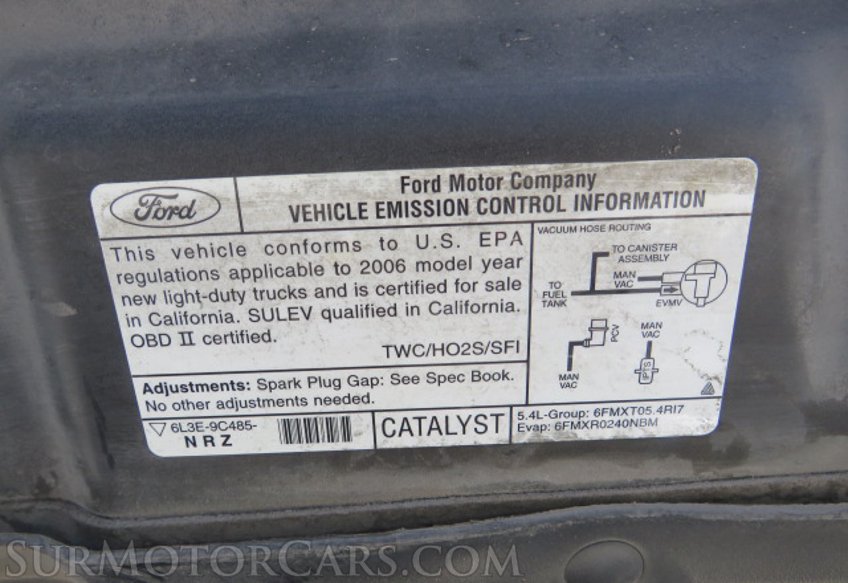 Ford
Ford Motor Company
VEHICLE EMISSION CONTROL INFORMATION
This vehicle conforms to U.S. EPA
regulations applicable to 2006 model year
new light-duty trucks and is certified for sale
in California. SULEV qualified in California.
OBD II certified.
TWC/HO2S/SFI
Adjustments: Spark Plug Gap: See Spec Book.
No other adjustments needed.
6L3E-9C485-
NRZ
CATALYST
VACUUM HOSE ROUTING
TO CANISTER
ASSEMBLY
MAN
VAC
TO
FUEL
TANK
EVMV
PCV
MAN
VAC
MAN
VAC
5.4L-Group: 6FMXT05.4RI7
Evap: 6FMXR0240NBM
SURMOTORCARS.COM